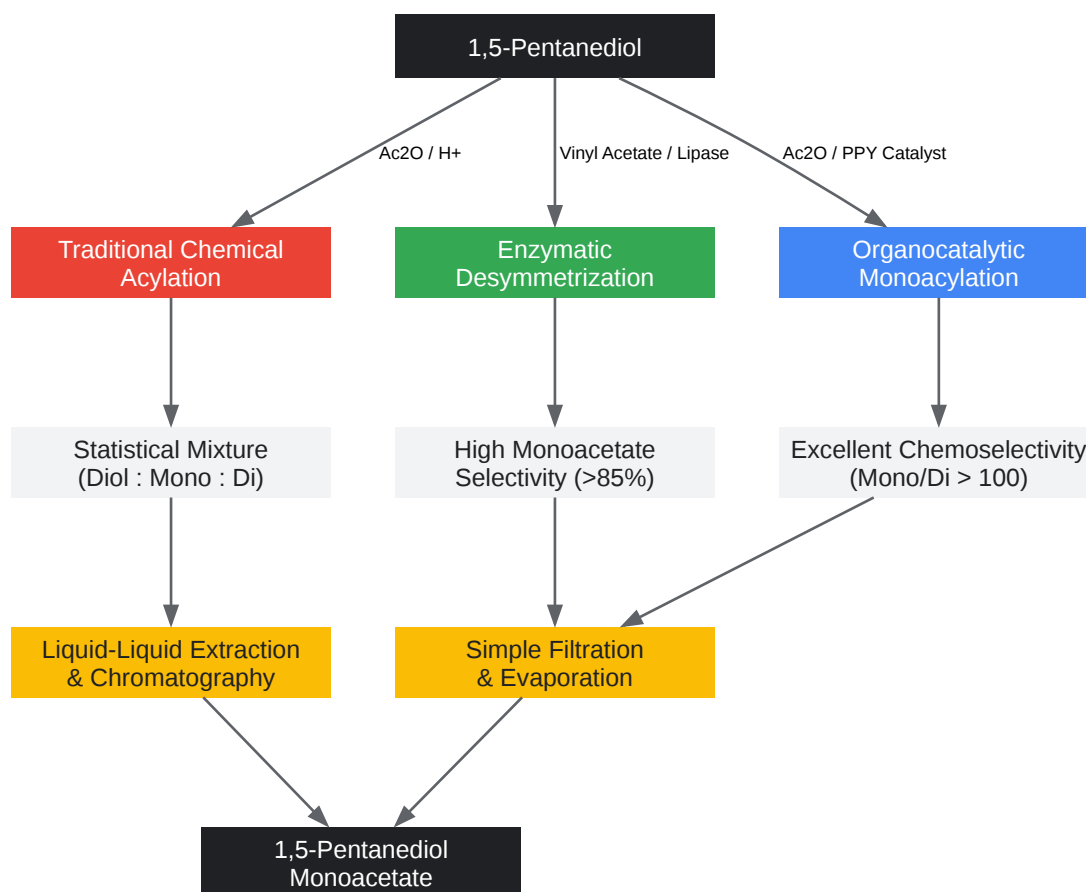 1,5-Pentanediol
Ac2O / H+
Vinyl Acetate / Lipase
Ac2O / PPY Catalyst
Traditional Chemical
Acylation
Enzymatic
Desymmetrization
Organocatalytic
Monoacylation
Statistical Mixture
(Diol : Mono : Di)
High Monoacetate
Selectivity (>85%)
Excellent Chemoselectivity
(Mono/Di > 100)
Liquid-Liquid Extraction
& Chromatography
Simple Filtration
& Evaporation
1,5-Pentanediol
Monoacetate